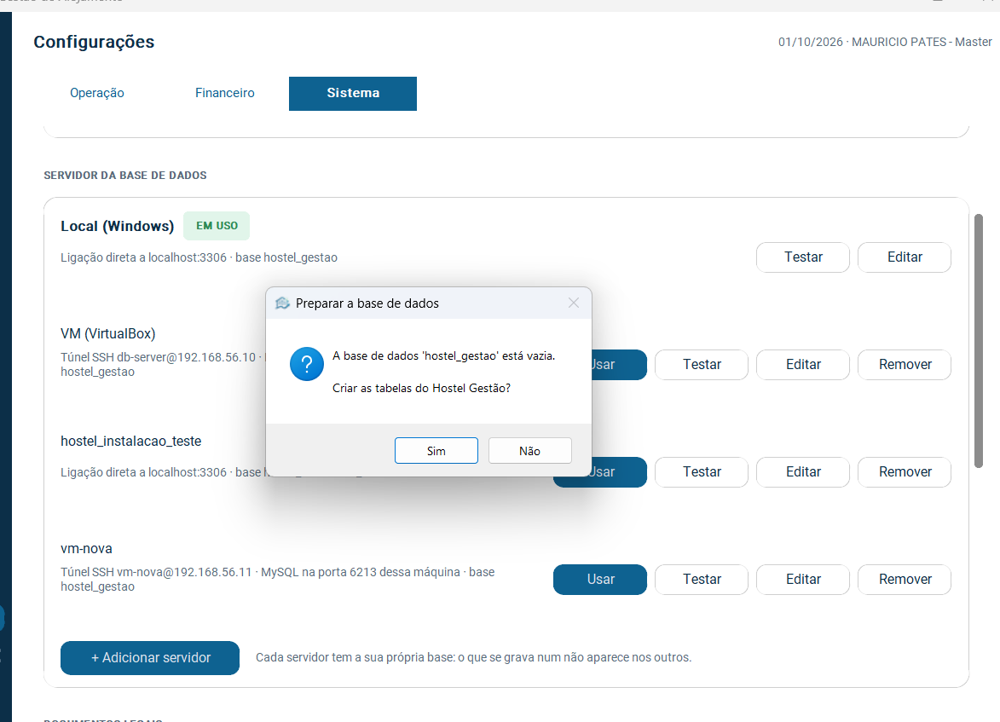 Configurações
01/10/2026 · MAURICIO PATES - Master
Operação
Financeiro
Sistema
SERVIDOR DA BASE DE DADOS
Local (Windows)
EM USO
Ligação direta a localhost:3306 · base hostel_gestao
Testar
Editar
Preparar a base de dados
A base de dados 'hostel_gestao' está vazia.
Criar as tabelas do Hostel Gestão?
Sim
Não
VM (VirtualBox)
Túnel SSH db-server@192.168.56.10 ·
hostel_gestao
Usar
Testar
Editar
Remover
hostel_instalacao_teste
Ligação direta a localhost:3306 · base
Usar
Testar
Editar
Remover
vm-nova
Túnel SSH vm-nova@192.168.56.11 · MySQL na porta 6213 dessa máquina · base
hostel_gestao
Usar
Testar
Editar
Remover
+ Adicionar servidor
Cada servidor tem a sua própria base: o que se grava num não aparece nos outros.